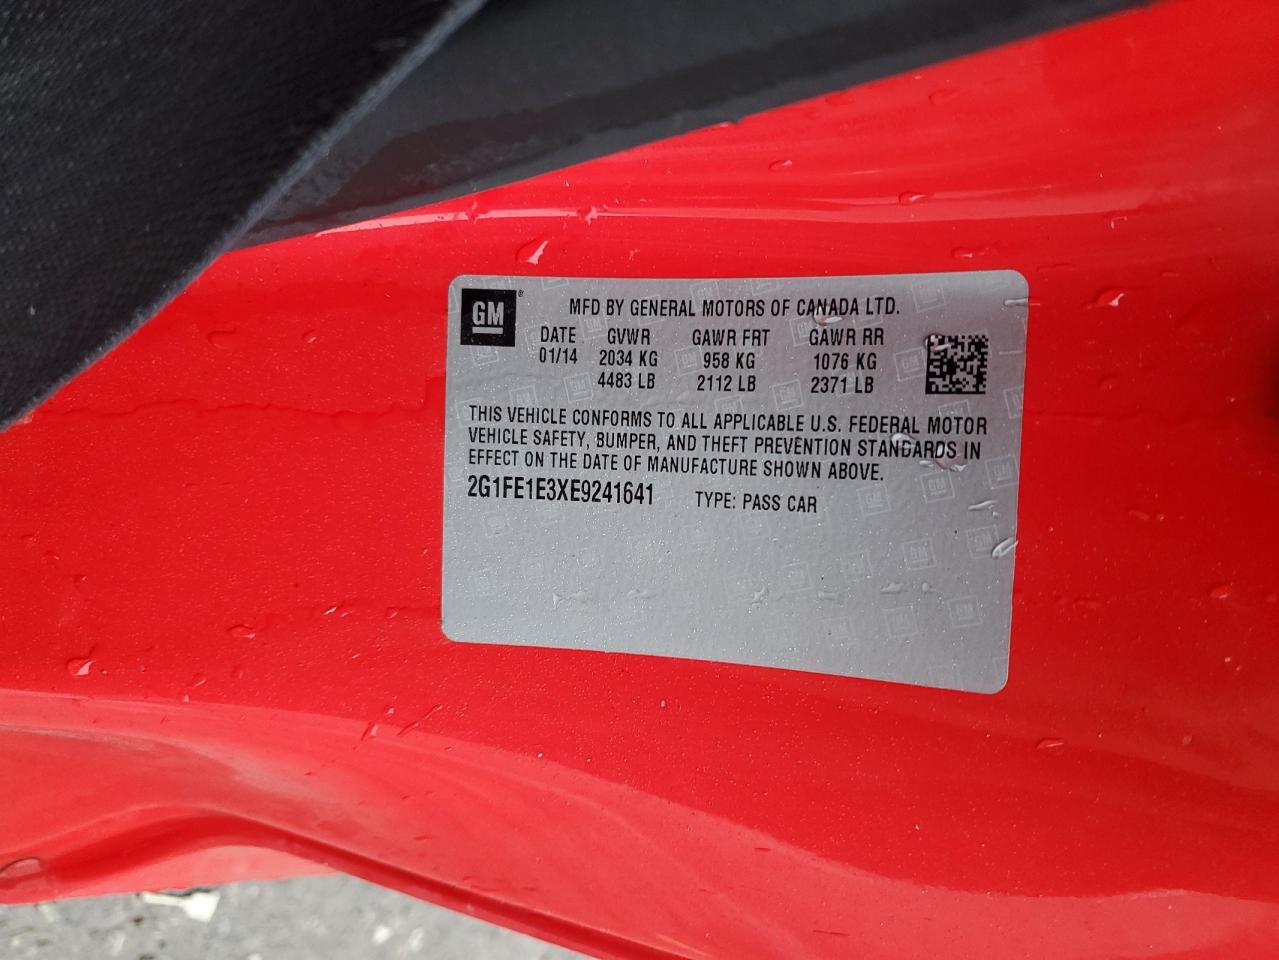 GM®
MFD BY GENERAL MOTORS OF CANADA LTD.
DATE GVWR GAWR FRT GAWR RR
01/14 2034 KG 958 KG 1076 KG
4483 LB 2112 LB 2371 LB
THIS VEHICLE CONFORMS TO ALL APPLICABLE U.S. FEDERAL MOTOR
VEHICLE SAFETY, BUMPER, AND THEFT PREVENTION STANDARDS IN
EFFECT ON THE DATE OF MANUFACTURE SHOWN ABOVE.
2G1FE1E3XE9241641 TYPE: PASS CAR